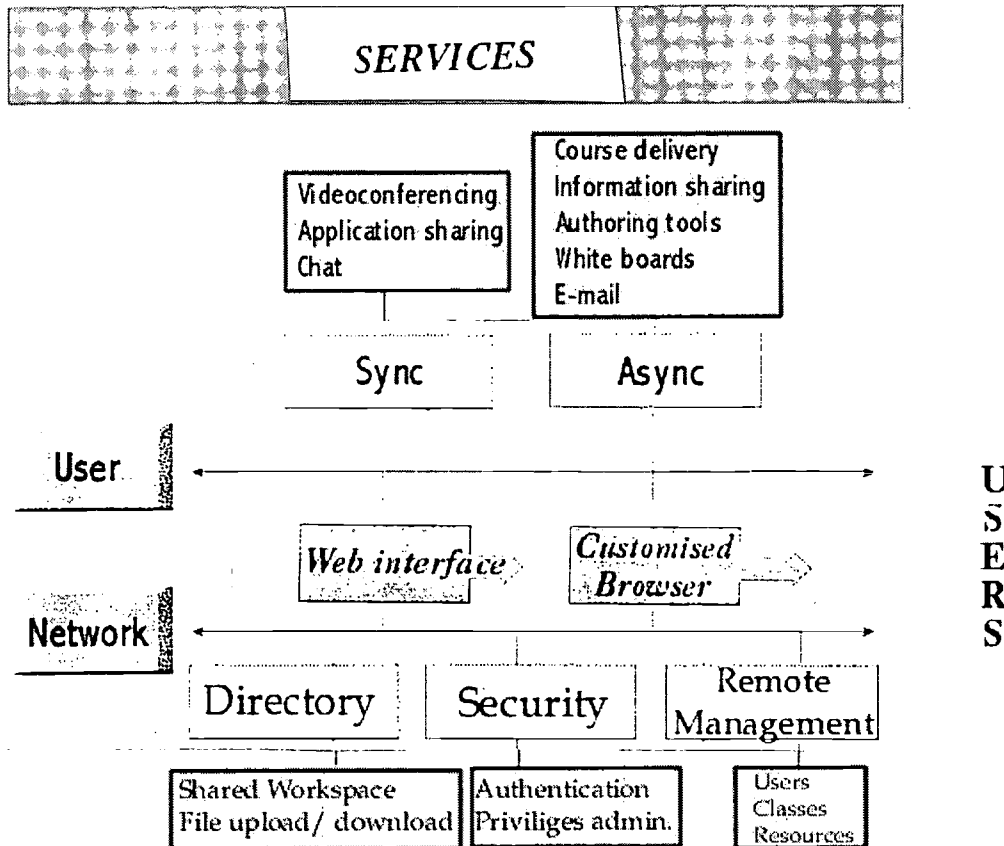 SERVICES
Videoconferencing
Application sharing
Chat
Course delivery
Information sharing
Authoring tools
White boards
E-mail
Sync
Async
User
Web interface
Customised
Browser
Network
Directory
Security
Remote
Management
Shared Workspace
File upload/ download
Authentication
Priviliges admin.
Users
Classes
Resources
U
S
E
R
S